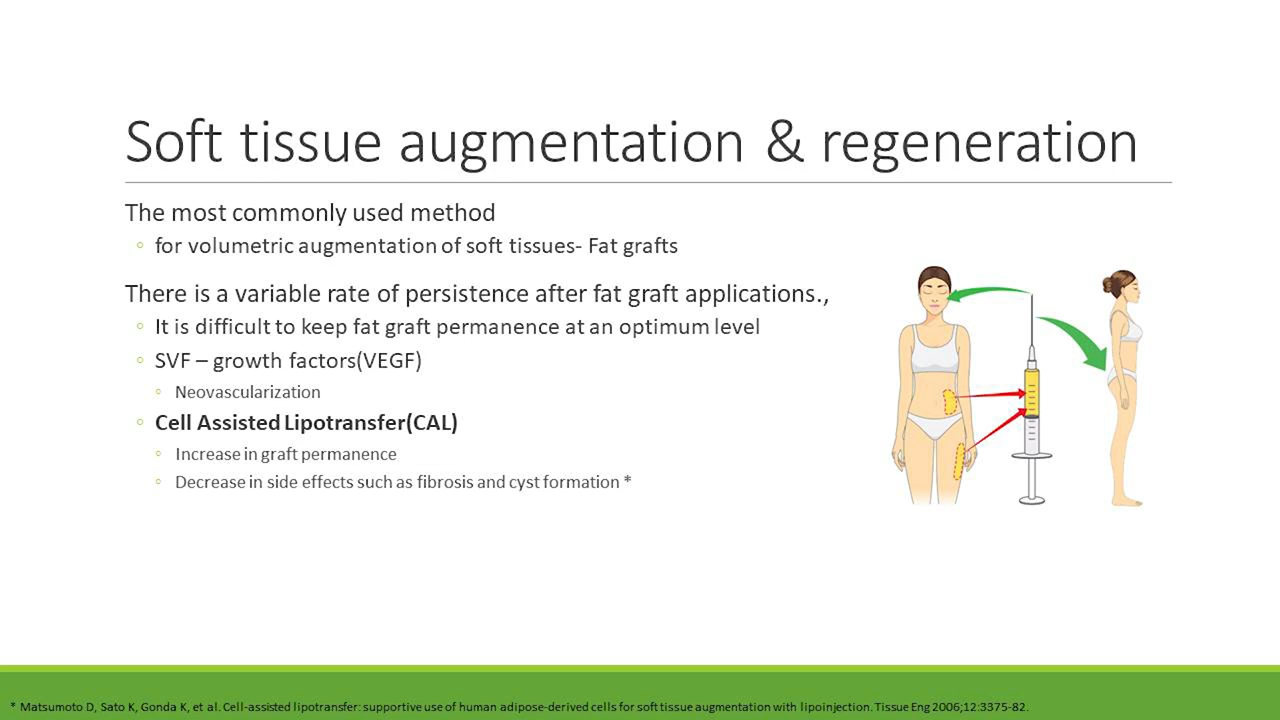 Soft tissue augmentation & regeneration
The most commonly used method
◦ for volumetric augmentation of soft tissues- Fat grafts
There is a variable rate of persistence after fat graft applications.,
◦ It is difficult to keep fat graft permanence at an optimum level
◦ SVF – growth factors(VEGF)
◦ Neovascularization
◦ Cell Assisted Lipotransfer(CAL)
◦ Increase in graft permanence
◦ Decrease in side effects such as fibrosis and cyst formation *
* Matsumoto D, Sato K, Gonda K, et al. Cell-assisted lipotransfer: supportive use of human adipose-derived cells for soft tissue augmentation with lipoinjection. Tissue Eng 2006;12:3375-82.